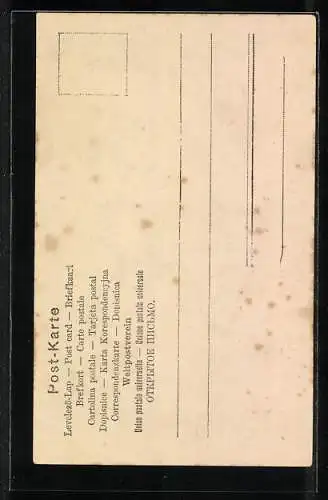 Post-Karte
Levelező-Lap — Post card — Briefkaart
Brefkort — Carte postale
Cartolina postale — Tarjeta postal
Dopisnice — Karta Korespondencyjna
Correspondenzkarte — Dopisnica
Weltpostverein
Union postale universelle — Unione postale universale
ОТКРЫТОЕ ПИСЬМО.